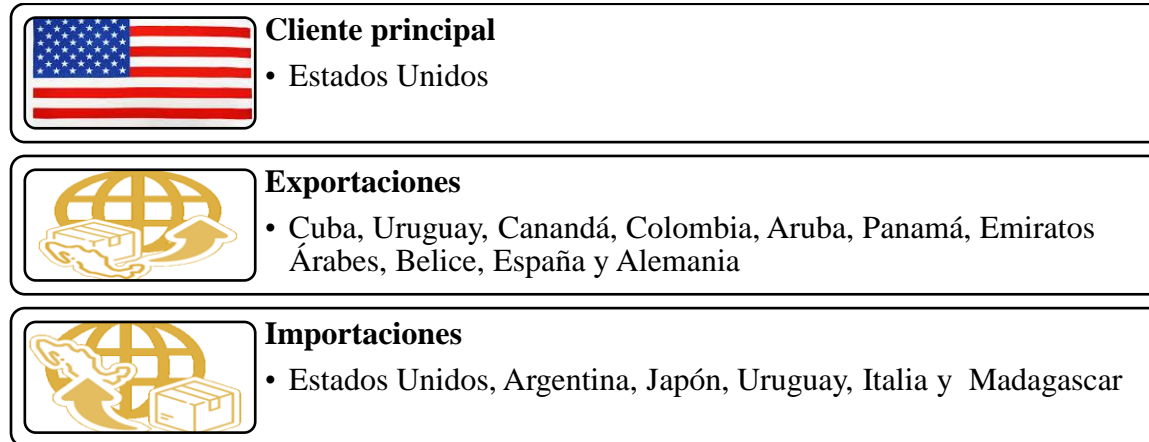 Cliente principal
• Estados Unidos
Exportaciones
• Cuba, Uruguay, Canandá, Colombia, Aruba, Panamá, Emiratos
Árabes, Belice, España y Alemania
Importaciones
• Estados Unidos, Argentina, Japón, Uruguay, Italia y Madagascar